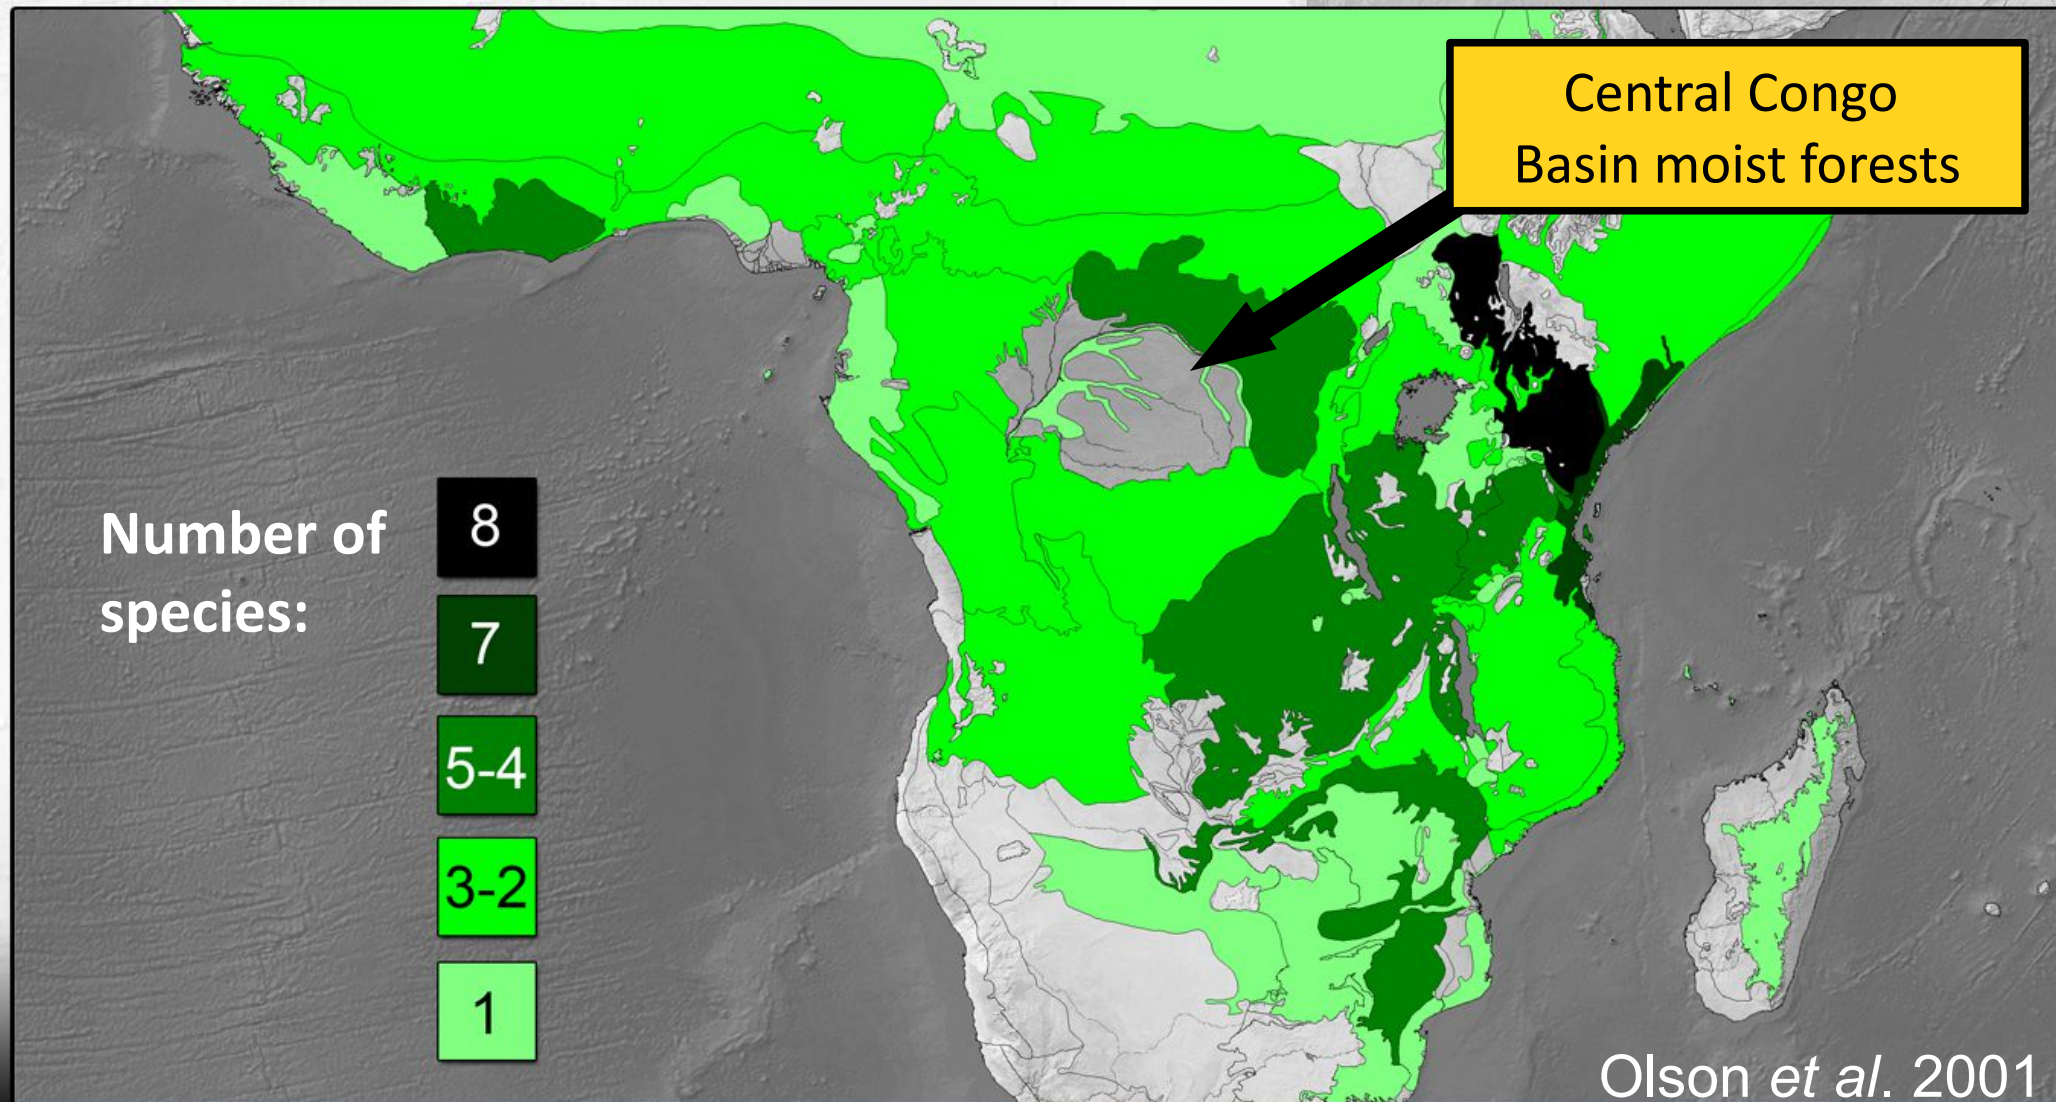 Central Congo
Basin moist forests
Number of
species:
8
7
5-4
3-2
1
Olson et al. 2001